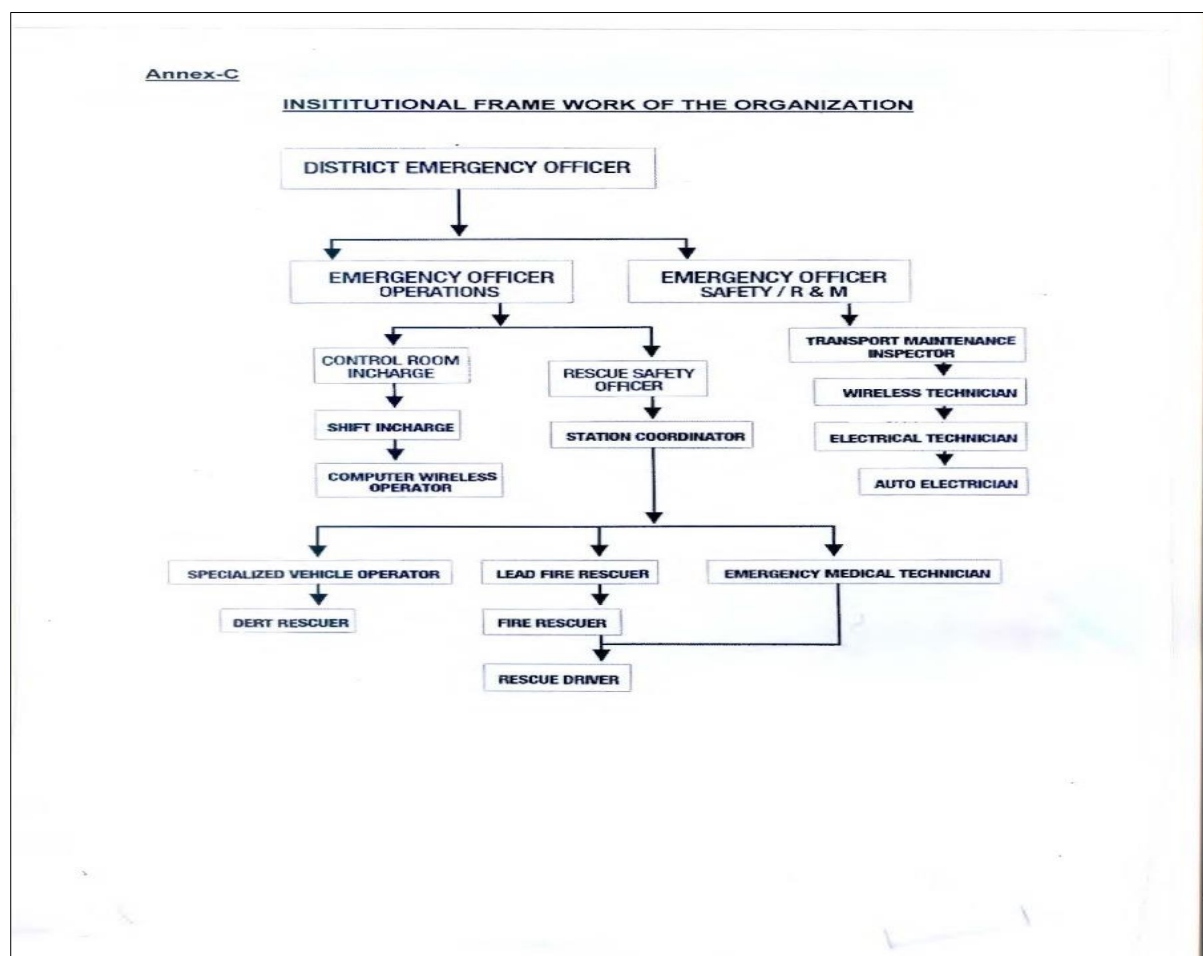 Annex-C
INSITITUTIONAL FRAME WORK OF THE ORGANIZATION
DISTRICT EMERGENCY OFFICER
EMERGENCY OFFICER
OPERATIONS
EMERGENCY OFFICER
SAFETY / R & M
CONTROL ROOM
INCHARGE
RESCUE SAFETY
OFFICER
TRANSPORT MAINTENANCE
INSPECTOR
WIRELESS TECHNICIAN
SHIFT INCHARGE
STATION COORDINATOR
ELECTRICAL TECHNICIAN
COMPUTER WIRELESS
OPERATOR
AUTO ELECTRICIAN
SPECIALIZED VEHICLE OPERATOR
LEAD FIRE RESCUER
EMERGENCY MEDICAL TECHNICIAN
DERT RESCUER
FIRE RESCUER
RESCUE DRIVER